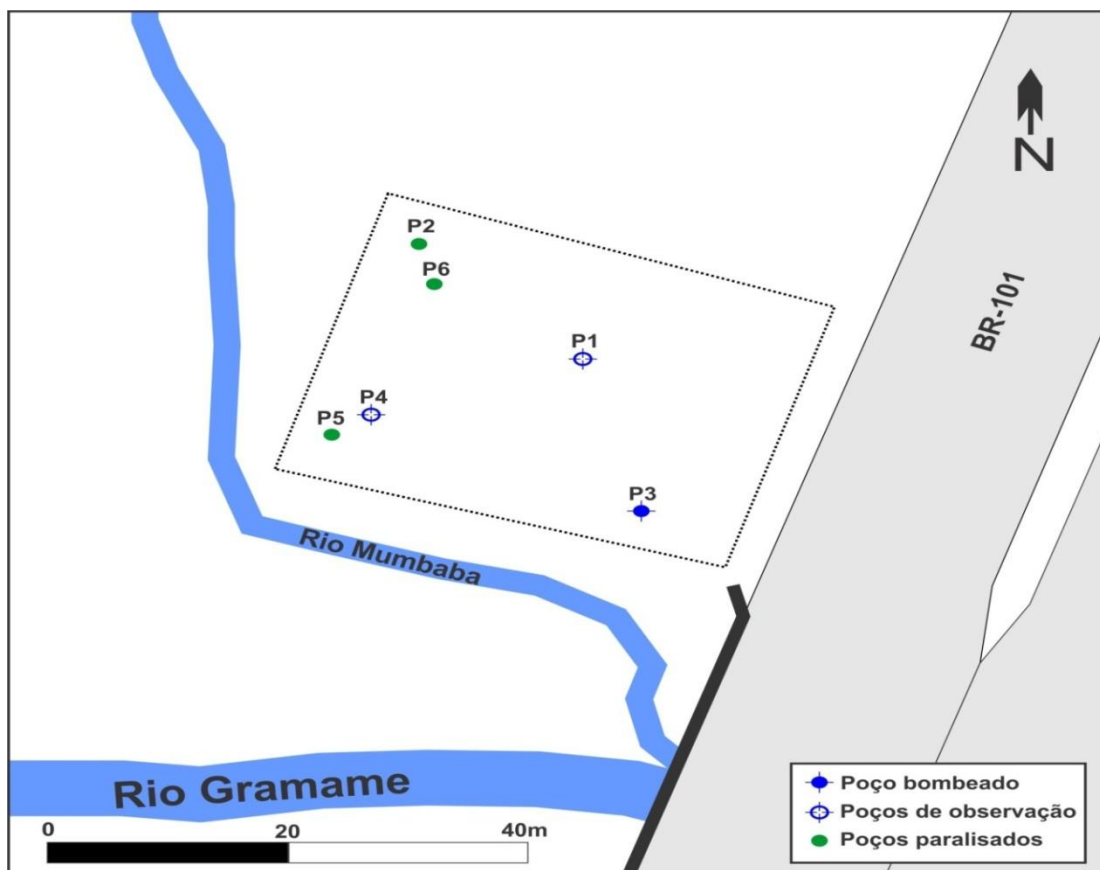 N
P2
P6
BR-101
P1
P4
P5
P3
Rio Mumbaba
Rio Gramame
Poço bombeado
Poços de observação
Poços paralisados
0 20 40m